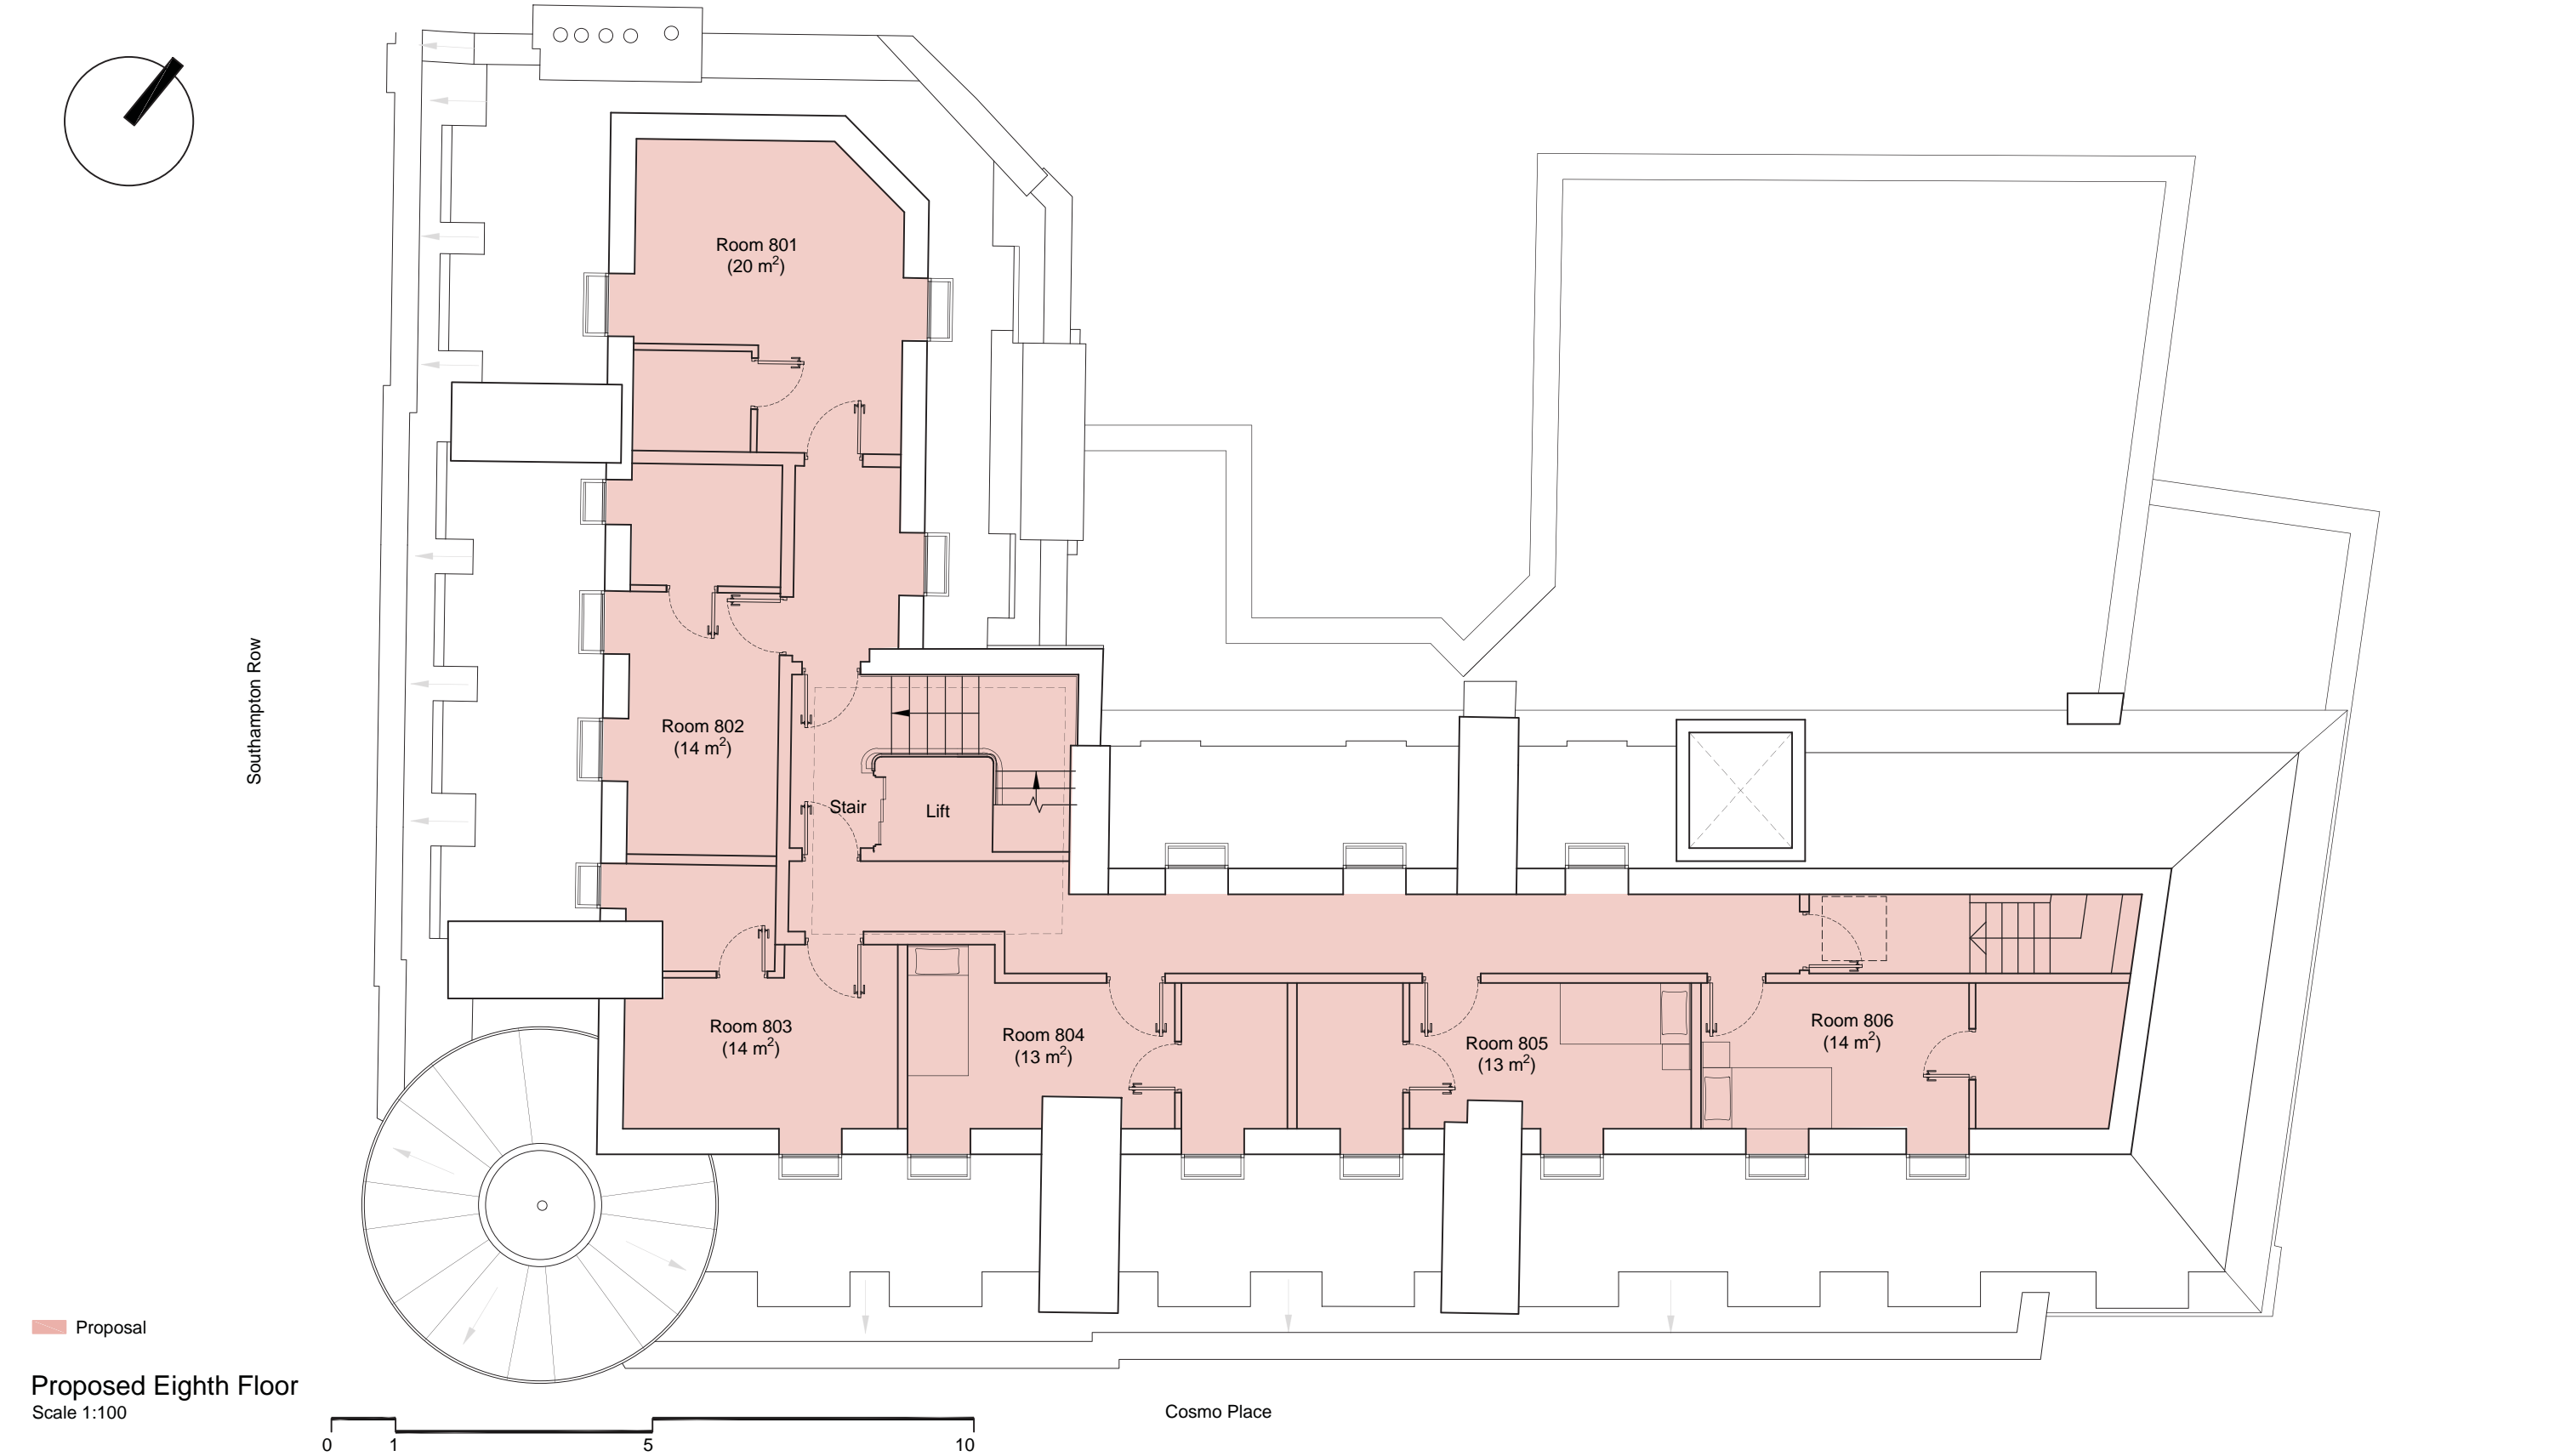 Room 801
(20 m²)
Southampton Row
Room 802
(14 m²)
Stair
Lift
Room 803
(14 m²)
Room 804
(13 m²)
Room 805
(13 m²)
Room 806
(14 m²)
Proposal
Proposed Eighth Floor
Scale 1:100
0 1 5 10
Cosmo Place